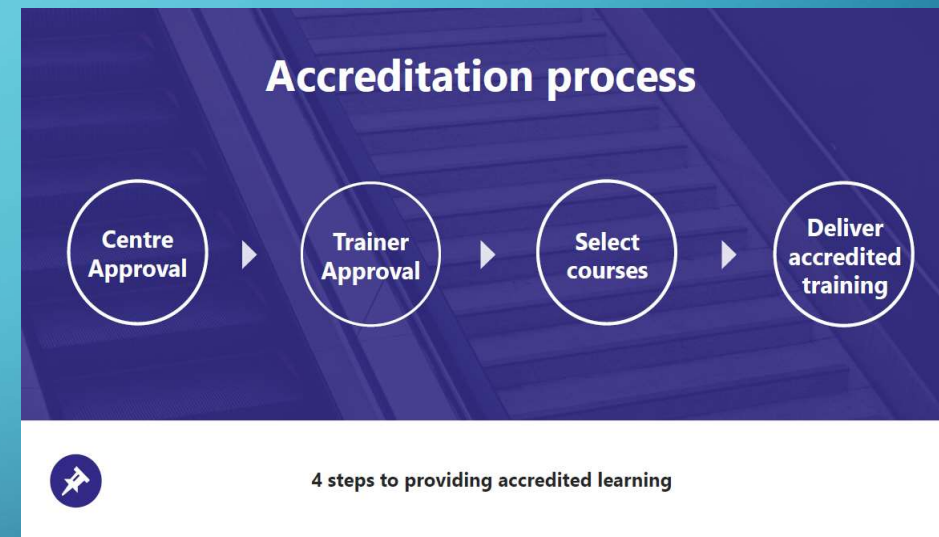 Accreditation process
Centre
Approval
Trainer
Approval
Select
courses
Deliver
accredited
training
4 steps to providing accredited learning